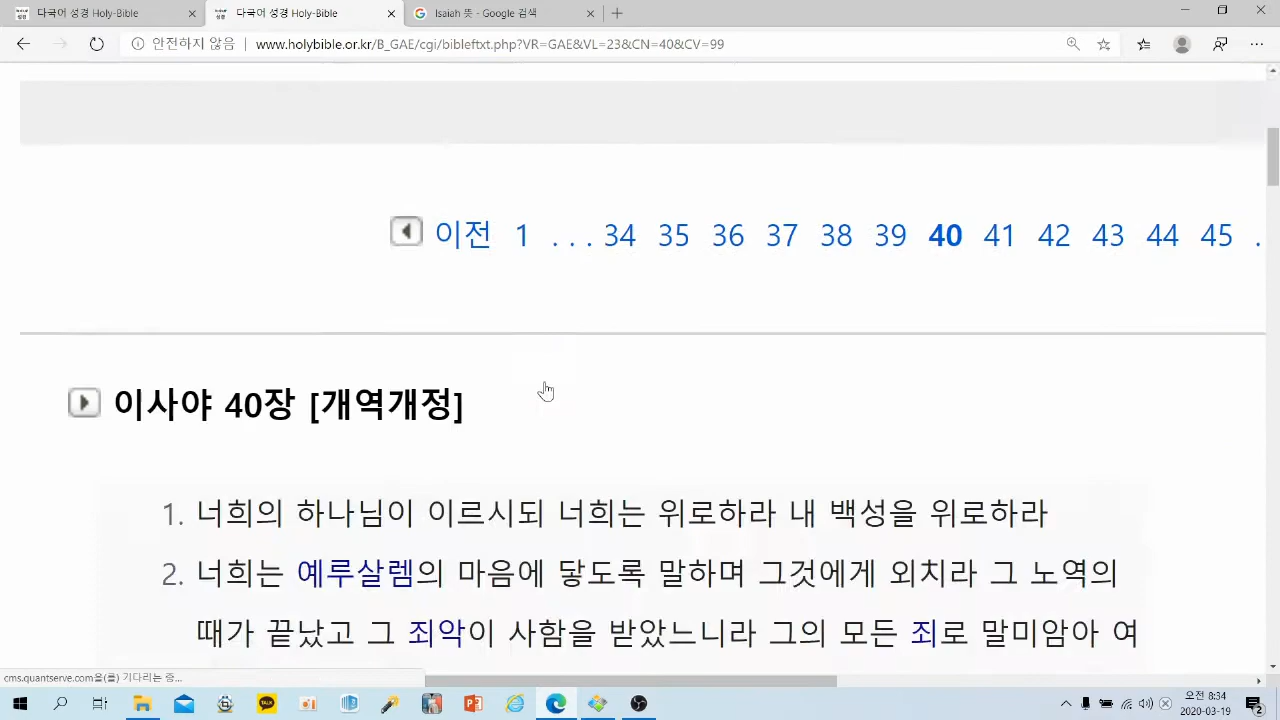 다국어 성경 Holy-Bible
다국어 성경 Holy-Bible
Isaiah 뜻 - Google 검색
안전하지 않음 | www.holybible.or.kr/B_GAE/cgi/bibleftxt.php?VR=GAE&VL=23&CN=40&CV=99
이전 1 . . . 34 35 36 37 38 39 40 41 42 43 44 45 .
이사야 40장 [개역개정]
1. 너희의 하나님이 이르시되 너희는 위로하라 내 백성을 위로하라
2. 너희는 예루살렘의 마음에 닿도록 말하며 그것에게 외치라 그 노역의
때가 끝났고 그 죄악이 사함을 받았느니라 그의 모든 죄로 말미암아 여
cms.quantserve.com을(를) 기다리는 중...
오전 8:34
2020-03-19